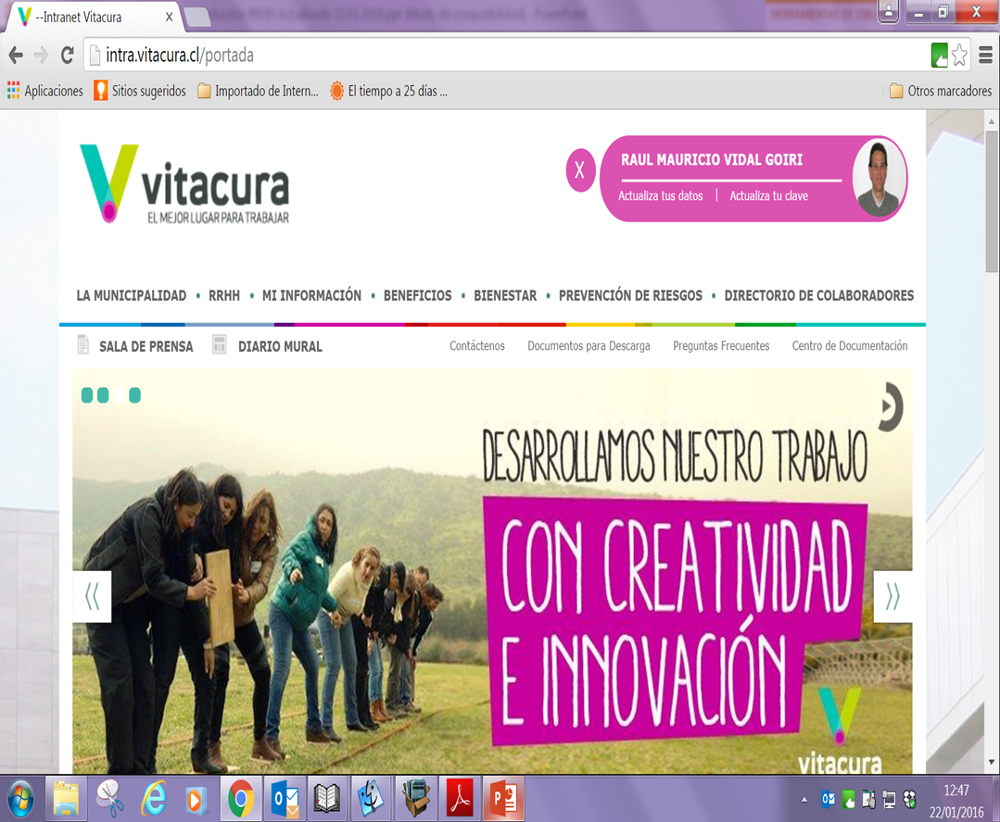 --Intranet Vitacura
intra.vitacura.cl/portada
Aplicaciones
Sitios sugeridos
Importado de Intern...
El tiempo a 25 días ...
Otros marcadores
vitacura
EL MEJOR LUGAR PARA TRABAJAR
X
RAUL MAURICIO VIDAL GOIRI
Actualiza tus datos | Actualiza tu clave
LA MUNICIPALIDAD • RRHH • MI INFORMACIÓN • BENEFICIOS • BIENESTAR • PREVENCIÓN DE RIESGOS • DIRECTORIO DE COLABORADORES
SALA DE PRENSA
DIARIO MURAL
Contáctenos
Documentos para Descarga
Preguntas Frecuentes
Centro de Documentación
DESARROLLAMOS NUESTRO TRABAJO
CON CREATIVIDAD
E INNOVACIÓN
vitacura
12:47
22/01/2016